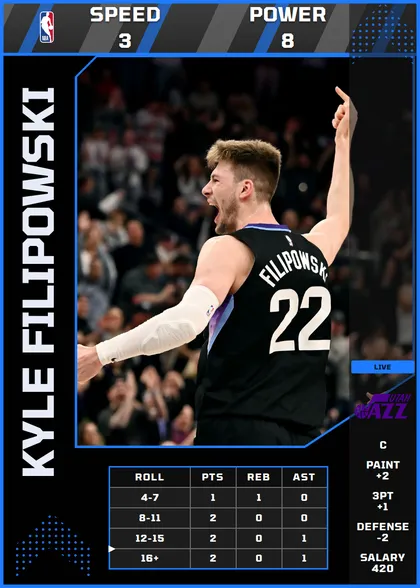 SPEED
3
POWER
8
KYLE FILIPOWSKI
FILIPOWSKI
22
LIVE
UTAH
JAZZ
C
PAINT
+2
3PT
+1
DEFENSE
-2
SALARY
420
ROLL PTS REB AST
4-7 1 1 0
8-11 2 0 0
12-15 2 0 1
16+ 2 0 1